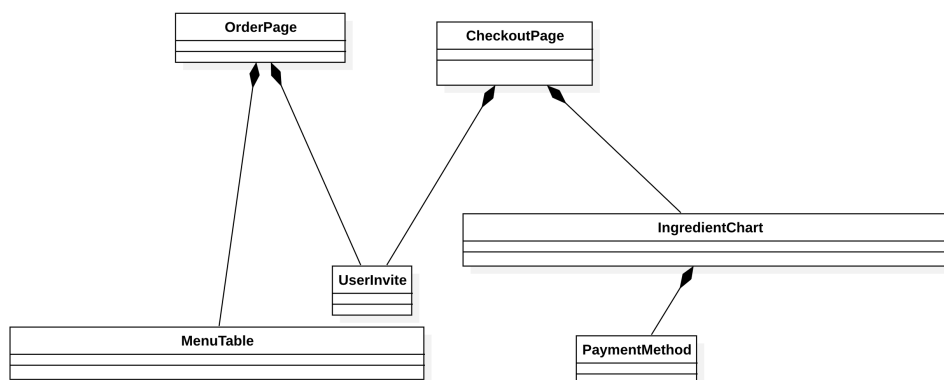 OrderPage
CheckoutPage
IngredientChart
UserInvite
MenuTable
PaymentMethod